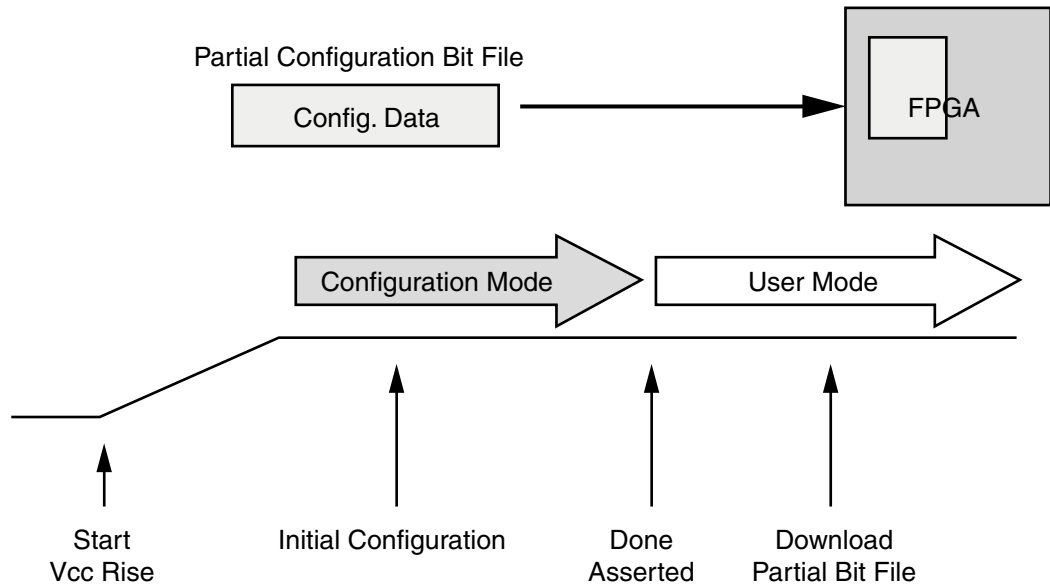 Partial Configuration Bit File
Config. Data
FPGA
Configuration Mode
User Mode
Start
Vcc Rise
Initial Configuration
Done
Asserted
Download
Partial Bit File